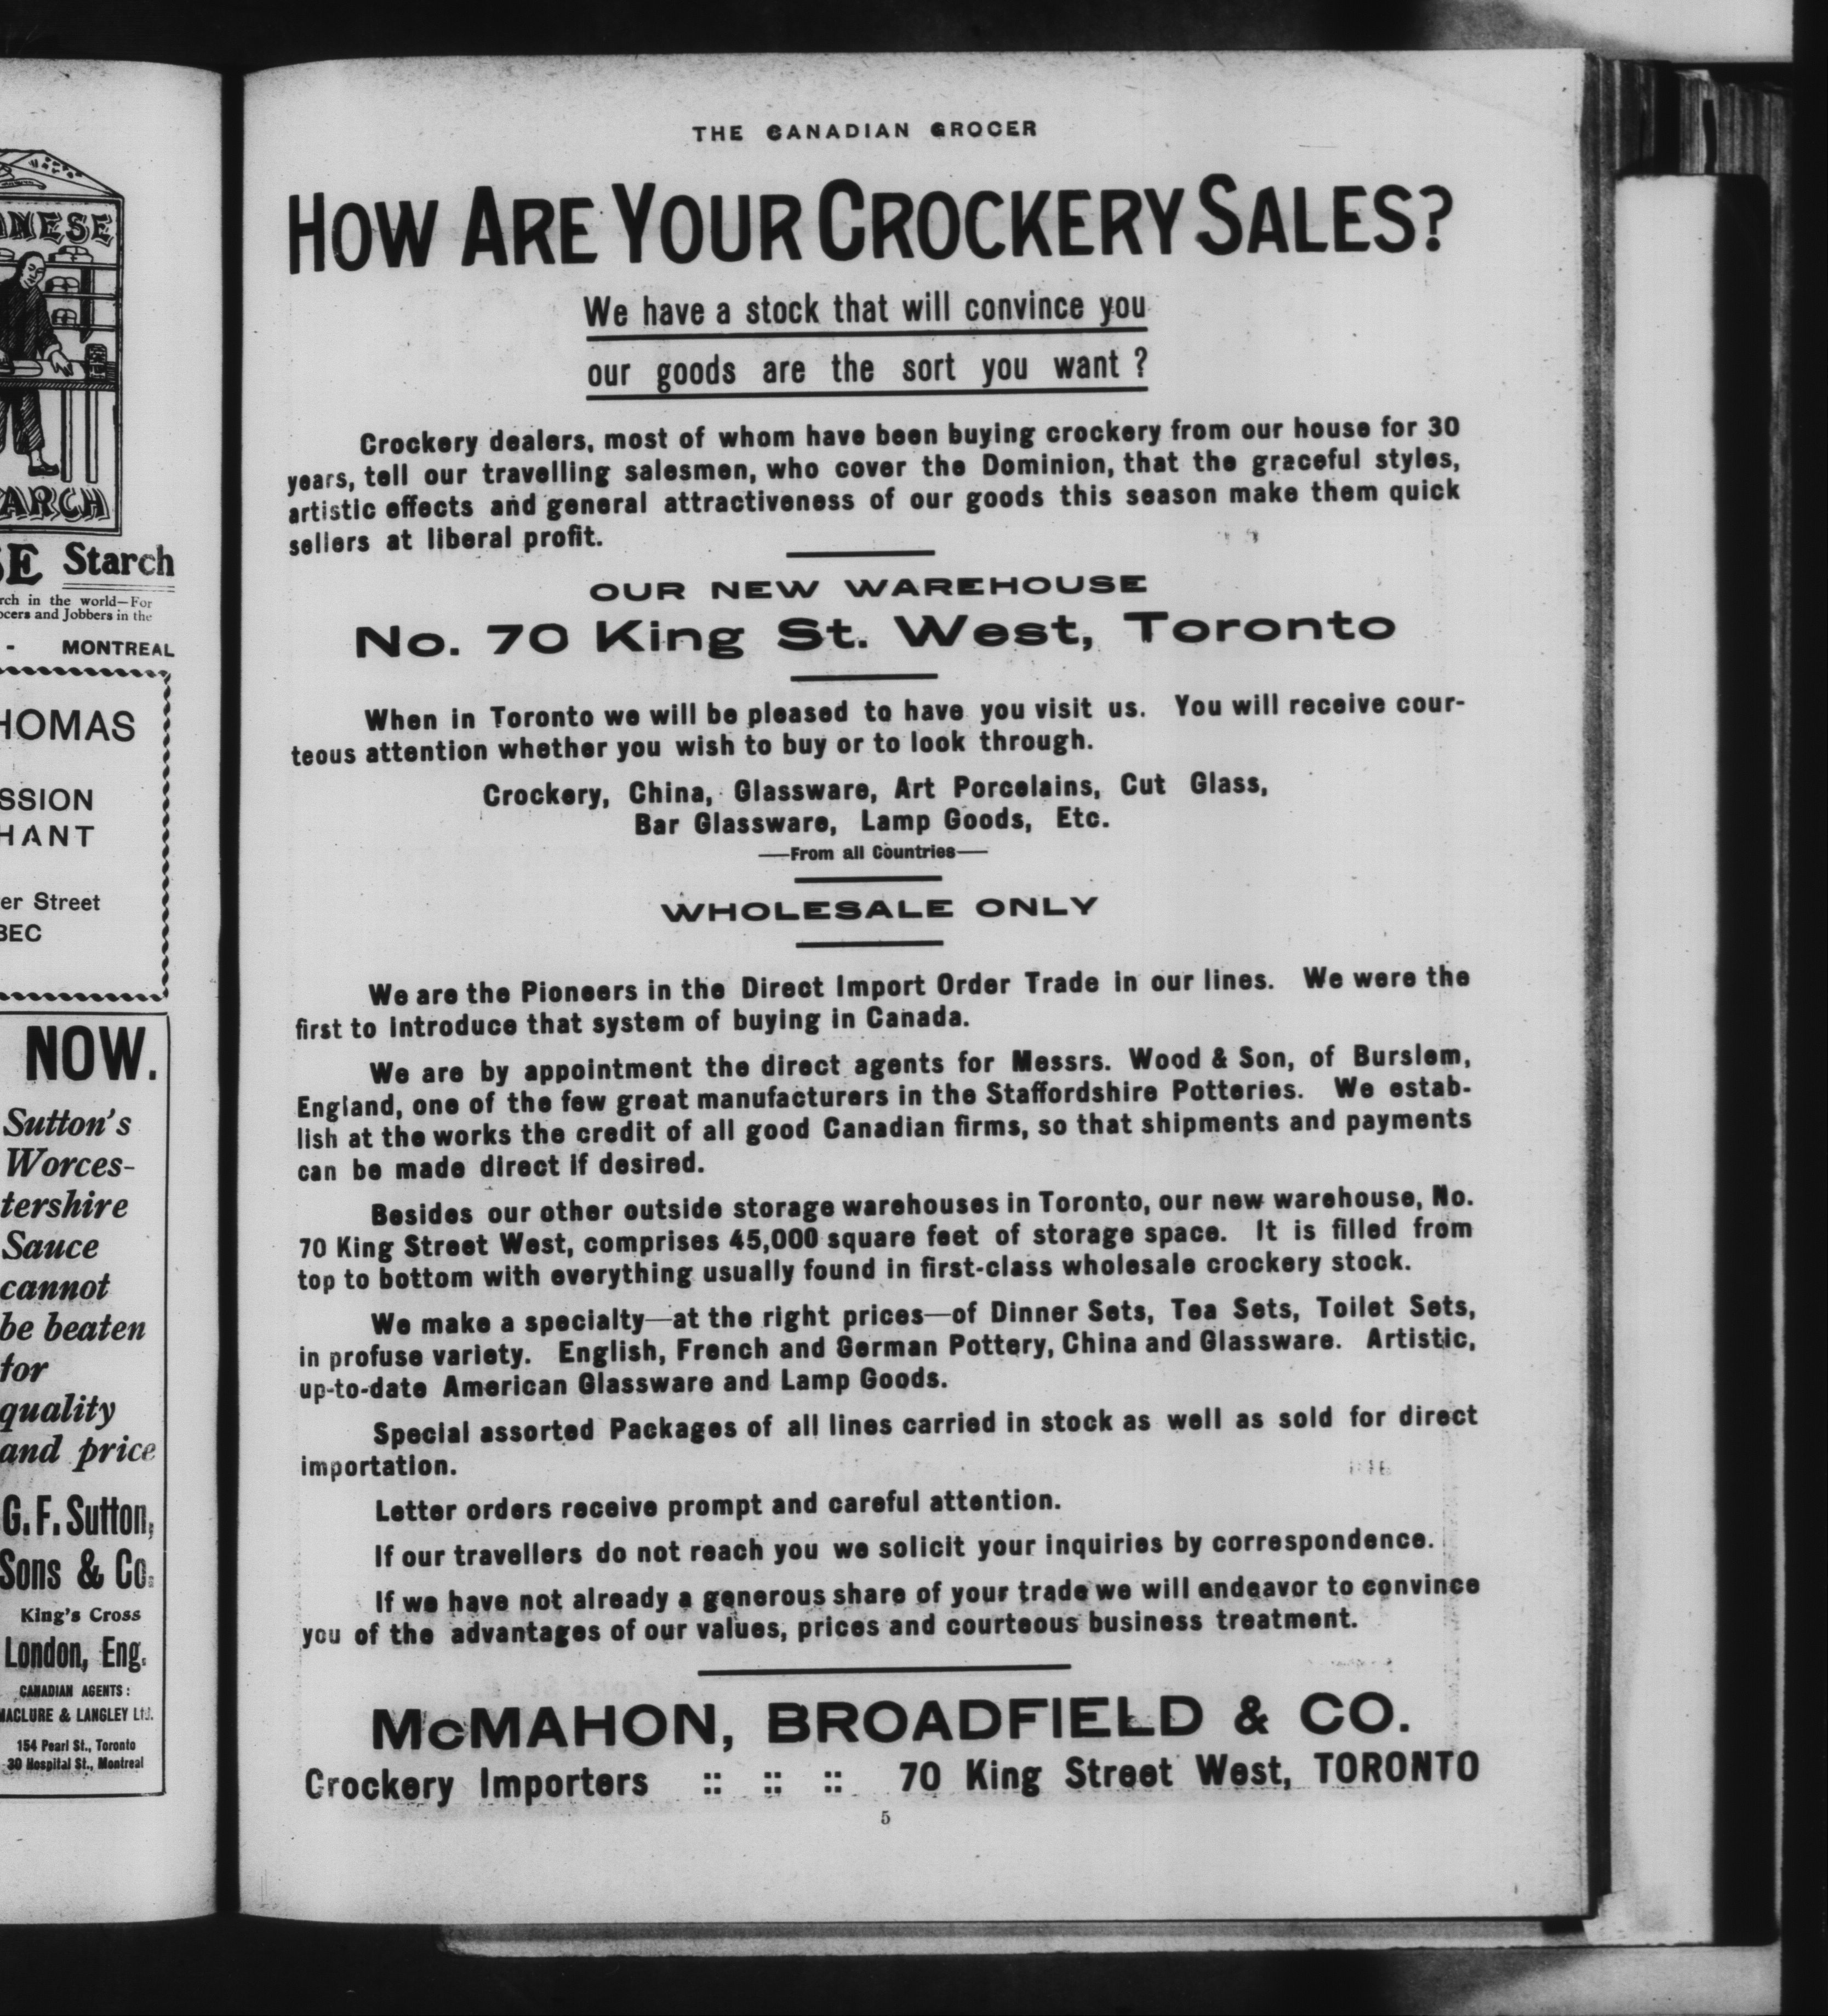 NESE
ARCH
SE Starch
rch in the world—For
ocers and Jobbers in the
- MONTREAL
HOMAS
SSION
HANT
er Street
BEC
NOW.
Sutton's
Worces-
tershire
Sauce
cannot
be beaten
for
quality
and price
G. F. Sutton,
Sons & Co.
King's Cross
London, Eng.
CANADIAN AGENTS:
MACLURE & LANGLEY Ltd.
154 Pearl St., Toronto
30 Hospital St., Montreal
THE CANADIAN GROCER
HOW ARE YOUR CROCKERY SALES?
We have a stock that will convince you
our goods are the sort you want ?
Crockery dealers, most of whom have been buying crockery from our house for 30
years, tell our travelling salesmen, who cover the Dominion, that the graceful styles,
artistic effects and general attractiveness of our goods this season make them quick
sellers at liberal profit.
OUR NEW WAREHOUSE
No. 70 King St. West, Toronto
When in Toronto we will be pleased to have you visit us. You will receive cour-
teous attention whether you wish to buy or to look through.
Crockery, China, Glassware, Art Porcelains, Cut Glass,
Bar Glassware, Lamp Goods, Etc.
—From all Countries—
WHOLESALE ONLY
We are the Pioneers in the Direct Import Order Trade in our lines. We were the
first to introduce that system of buying in Canada.
We are by appointment the direct agents for Messrs. Wood & Son, of Burslem,
England, one of the few great manufacturers in the Staffordshire Potteries. We estab-
lish at the works the credit of all good Canadian firms, so that shipments and payments
can be made direct if desired.
Besides our other outside storage warehouses in Toronto, our new warehouse, No.
70 King Street West, comprises 45,000 square feet of storage space. It is filled from
top to bottom with everything usually found in first-class wholesale crockery stock.
We make a specialty—at the right prices—of Dinner Sets, Tea Sets, Toilet Sets,
in profuse variety. English, French and German Pottery, China and Glassware. Artistic,
up-to-date American Glassware and Lamp Goods.
Special assorted Packages of all lines carried in stock as well as sold for direct
importation.
Letter orders receive prompt and careful attention.
If our travellers do not reach you we solicit your inquiries by correspondence.
If we have not already a generous share of your trade we will endeavor to convince
you of the advantages of our values, prices and courteous business treatment.
McMAHON, BROADFIELD & CO.
Crockery Importers :: :: :: 70 King Street West, TORONTO
5